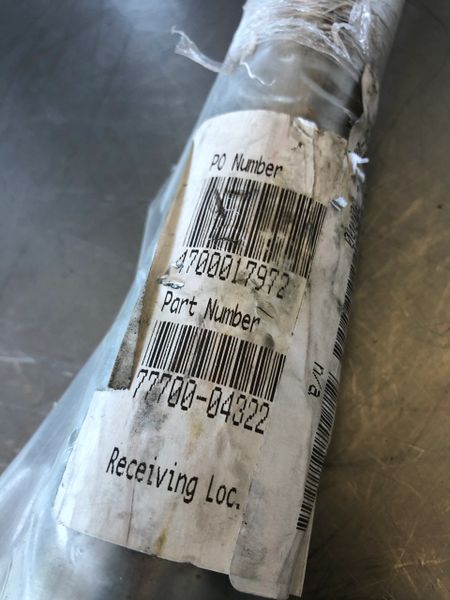 PO Number
4700017972
Part Number
77700-04322
Receiving Loc.
n/a